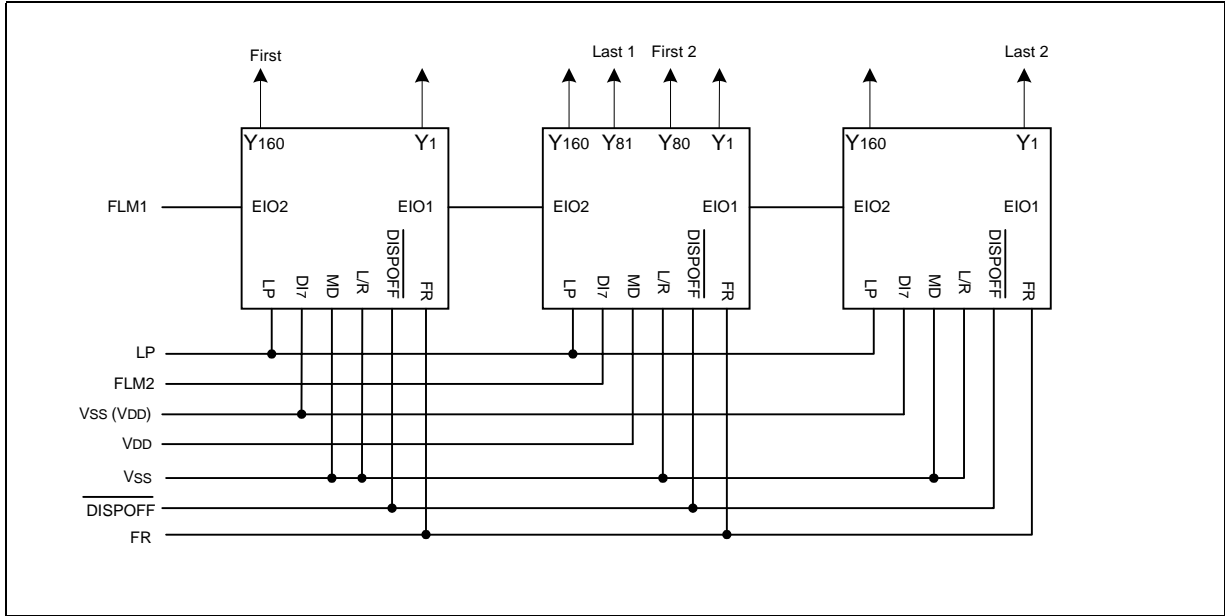 First
Last 1 First 2
Last 2
Y160 Y1
Y160 Y81 Y80 Y1
Y160 Y1
FLM1
EIO2 EIO1
EIO2 EIO1
EIO2 EIO1
LP DI7 MD L/R DISPOFF FR
LP DI7 MD L/R DISPOFF FR
LP DI7 MD L/R DISPOFF FR
LP
FLM2
VSS (VDD)
VDD
VSS
DISPOFF
FR